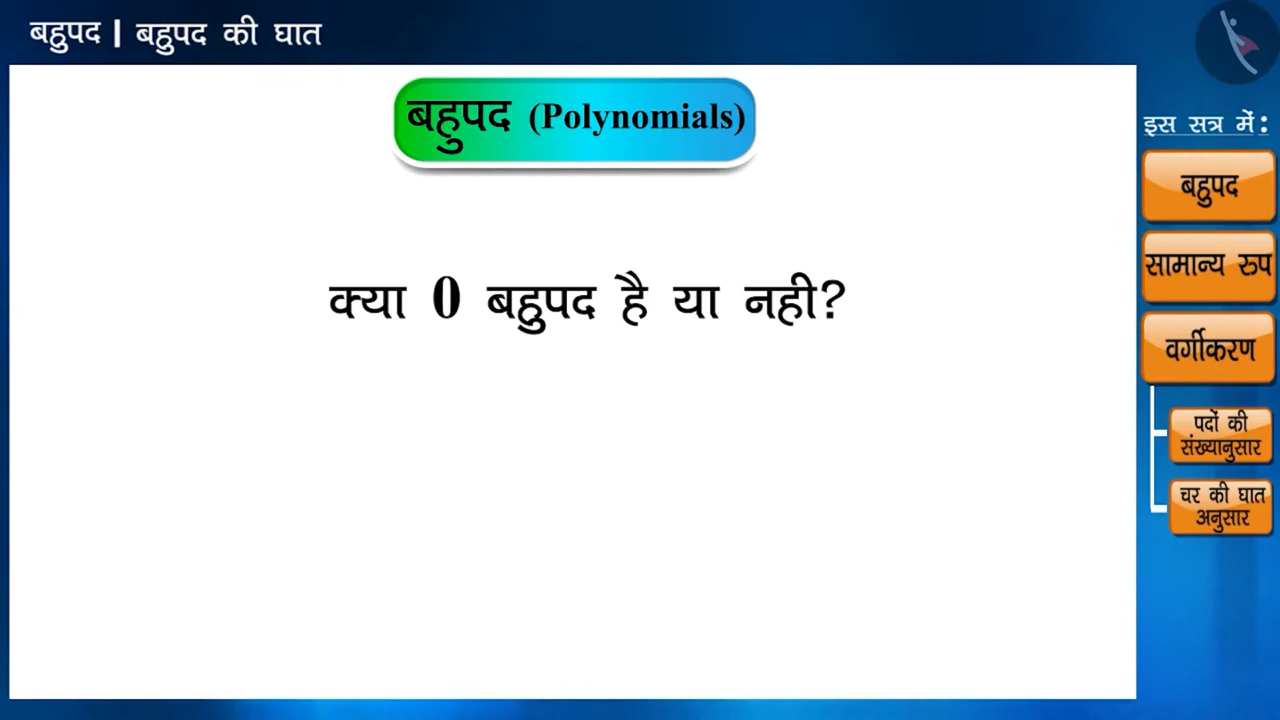 बहुपद | बहुपद की घात
बहुपद (Polynomials)
क्या 0 बहुपद है या नही?
इस सत्र में:
बहुपद
सामान्य रुप
वर्गीकरण
पदों की
संख्यानुसार
चर की घात
अनुसार